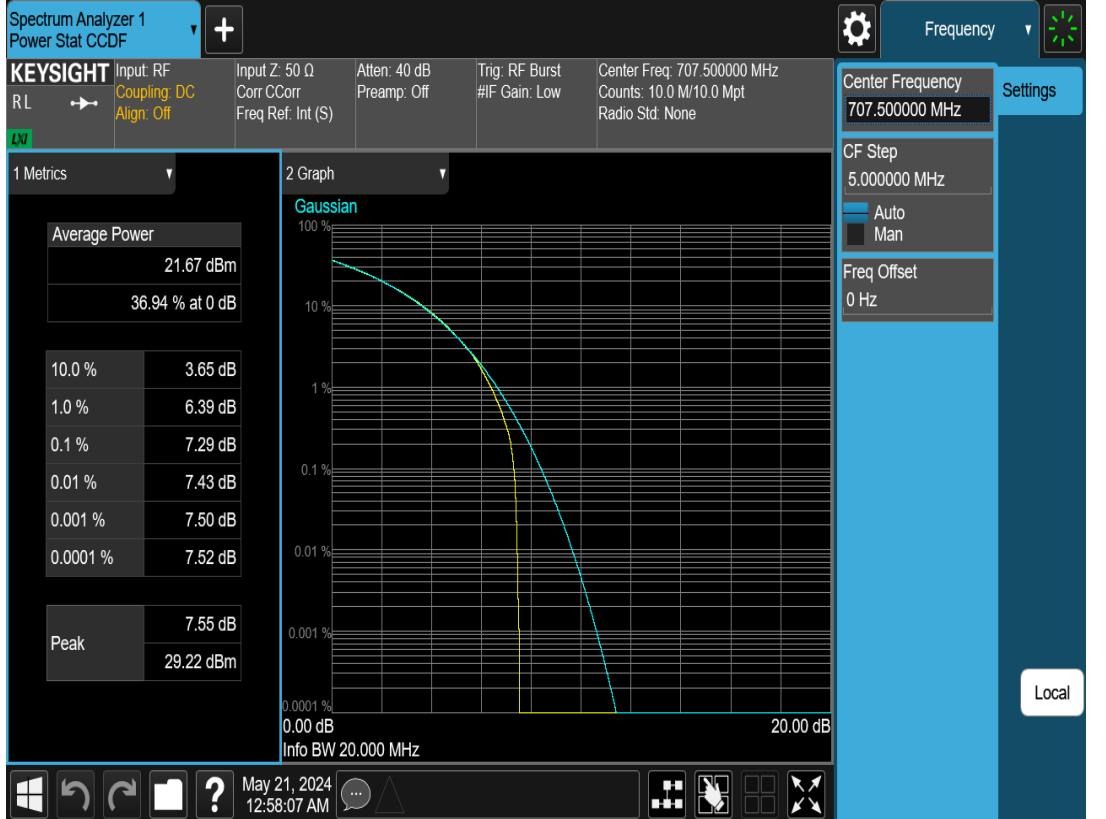 Spectrum Analyzer 1
Power Stat CCDF
Frequency
KEYSIGHT
R L
LXI
Input: RF
Coupling: DC
Align: Off
Input Z: 50 Ω
Corr CCorr
Freq Ref: Int (S)
Atten: 40 dB
Preamp: Off
Trig: RF Burst
#IF Gain: Low
Center Freq: 707.500000 MHz
Counts: 10.0 M/10.0 Mpt
Radio Std: None
Center Frequency
707.500000 MHz
Settings
CF Step
5.000000 MHz
Auto
Man
Freq Offset
0 Hz
1 Metrics
Average Power
21.67 dBm
36.94 % at 0 dB
10.0 % 3.65 dB
1.0 % 6.39 dB
0.1 % 7.29 dB
0.01 % 7.43 dB
0.001 % 7.50 dB
0.0001 % 7.52 dB
Peak 7.55 dB
29.22 dBm
2 Graph
Gaussian
100 %
10 %
1 %
0.1 %
0.01 %
0.001 %
0.0001 %
0.00 dB 20.00 dB
Info BW 20.000 MHz
Local
?
May 21, 2024
12:58:07 AM